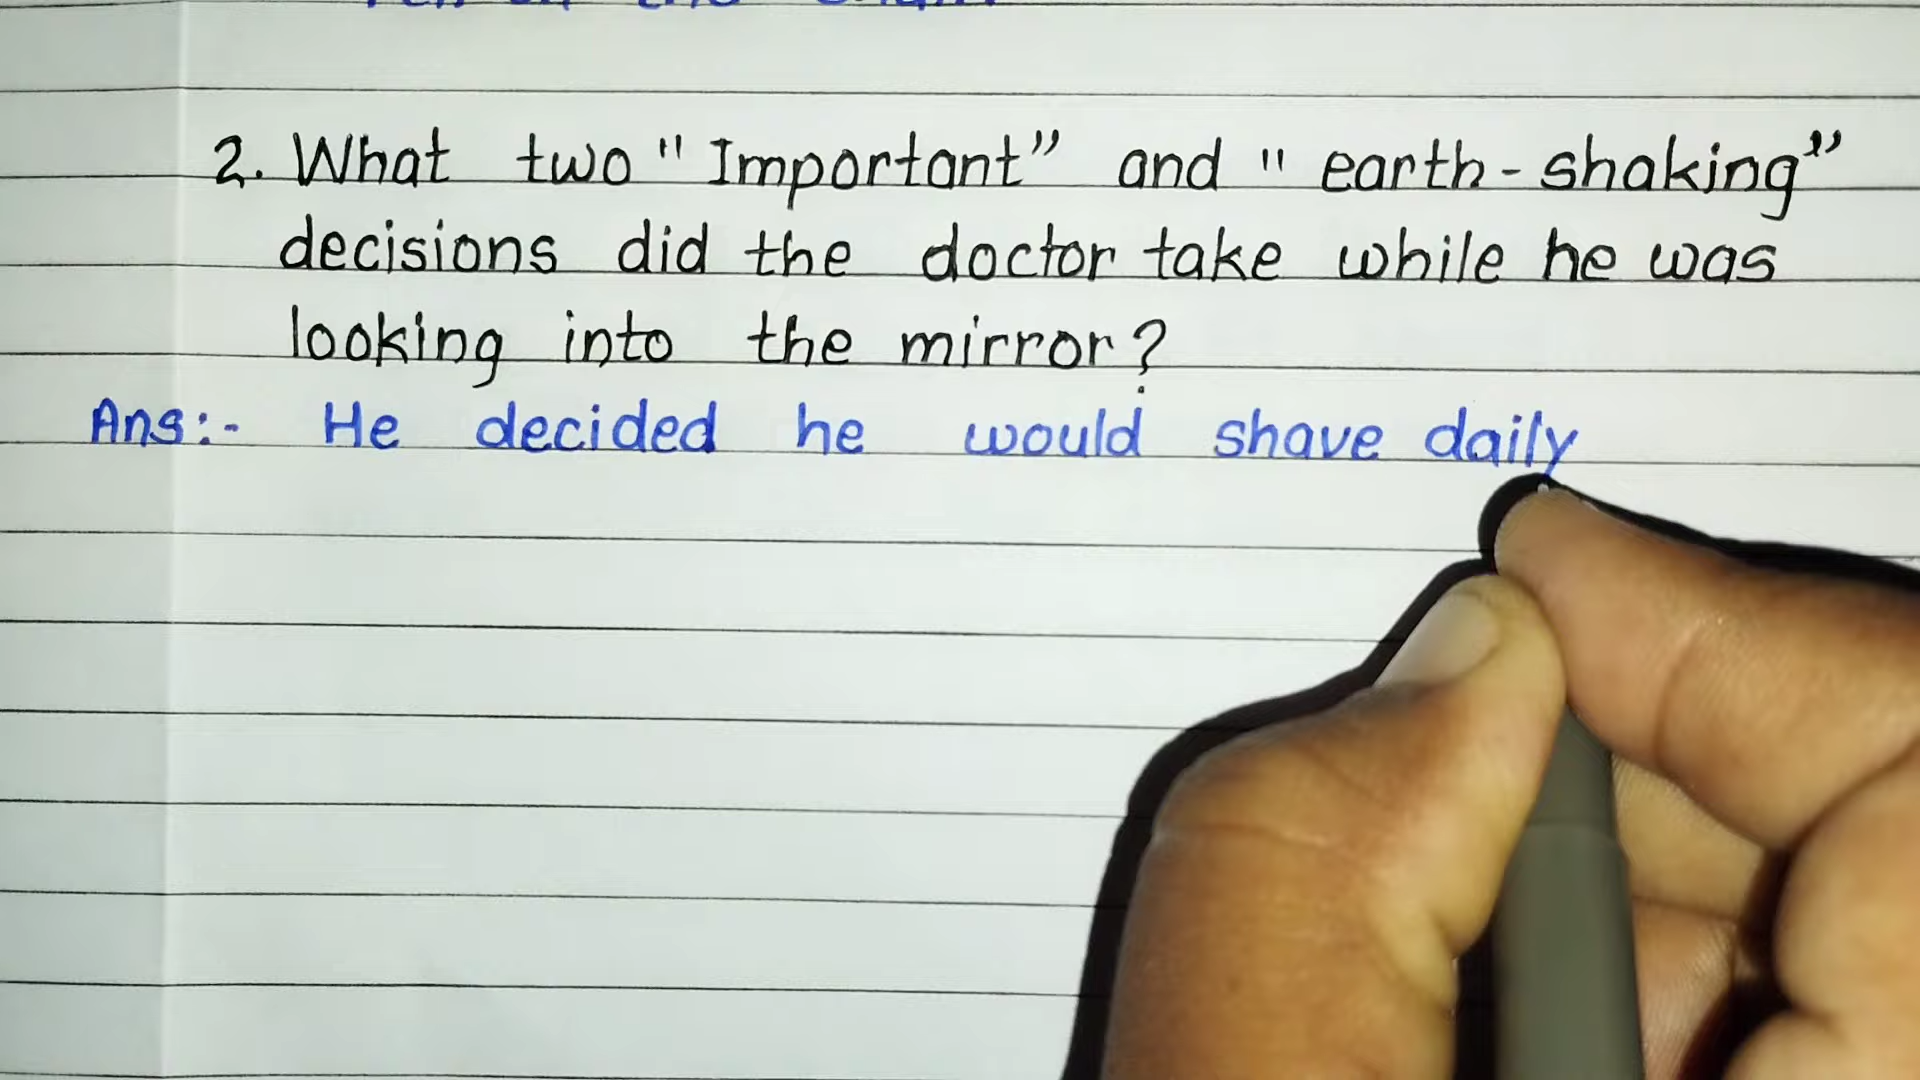 2. What two "Important" and "earth-shaking"
decisions did the doctor take while he was
looking into the mirror?
Ans:- He decided he would shave daily